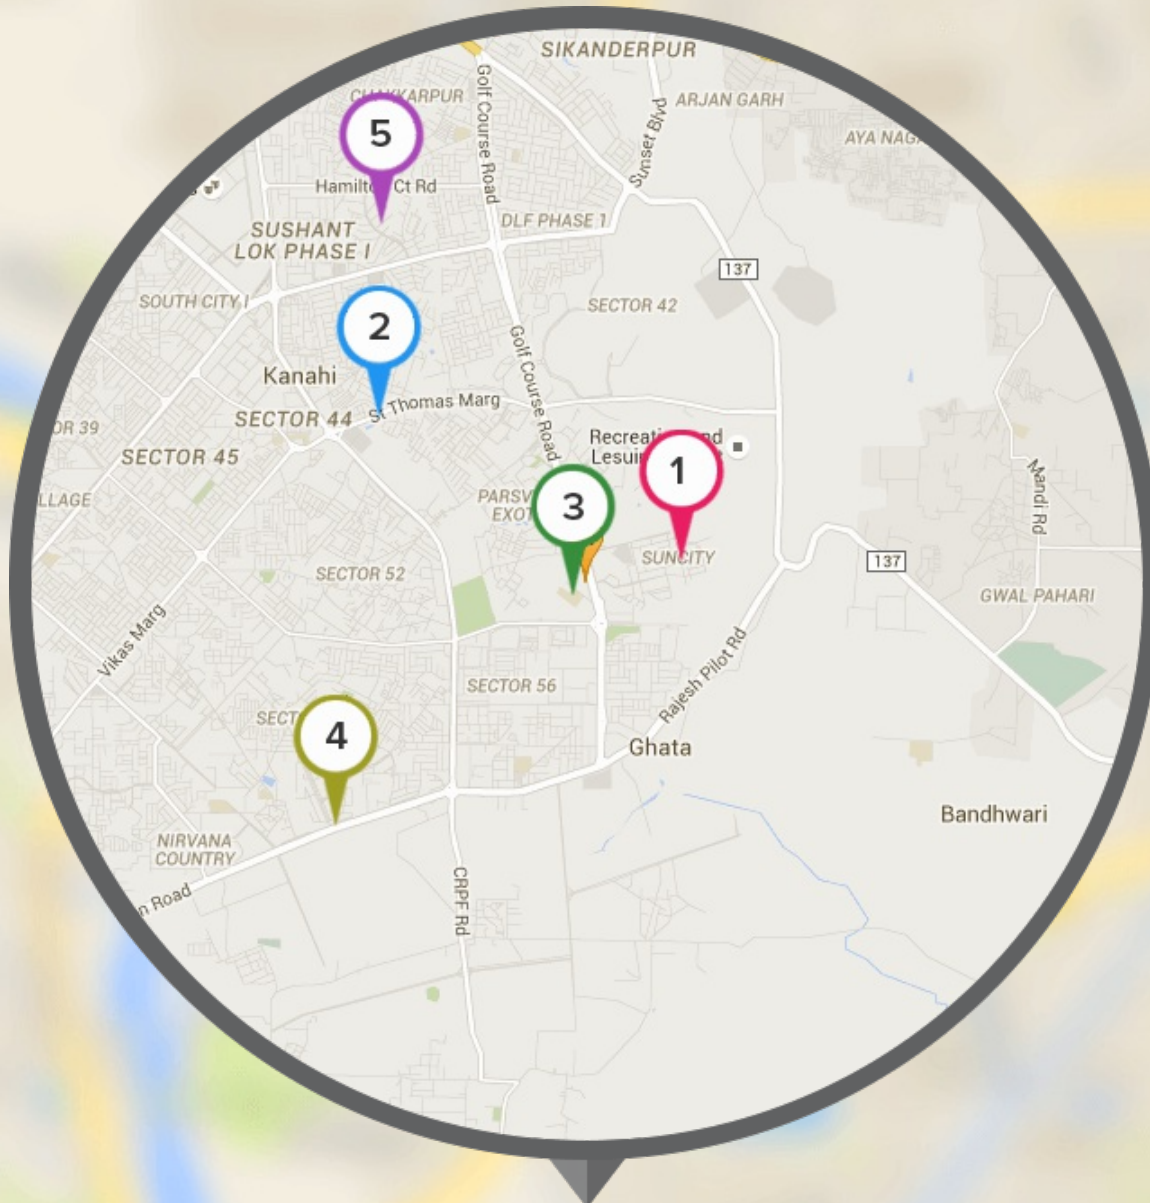 SIKANDERPUR
ARJAN GARH
AYA
5
Golf Course Road
Sunset Blvd
Ct Rd
DLF PHASE 1
SUSHANT
LOK PHASE I
137
SOUTH CITY I
SECTOR 42
2
Golf Course Road
Kanahi
St Thomas Marg
SECTOR 44
39
SECTOR 45
1
3
Mandi Rd
SUNCITY
137
SECTOR 52
GWAL PAHARI
Vikas Marg
Rajesh Pilot Rd
SECTOR 56
4
Ghata
Bandhwari
NIRVANA
COUNTRY
CRPF Rd
Road